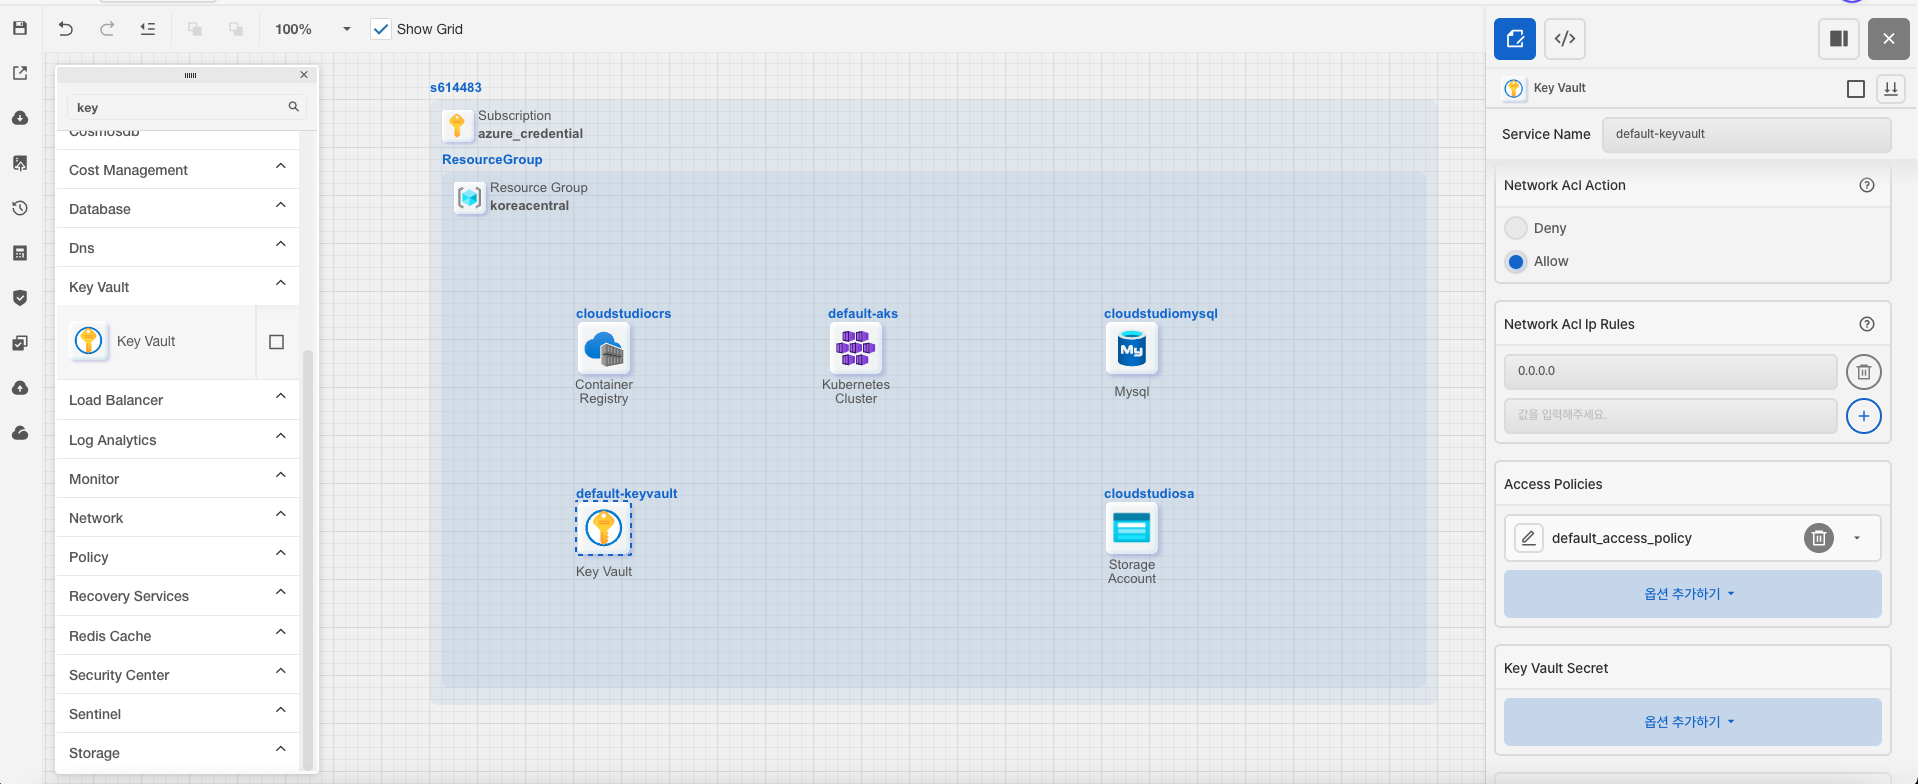 100%
Show Grid
key
Cosmosdb
Cost Management
Database
Dns
Key Vault
Key Vault
Load Balancer
Log Analytics
Monitor
Network
Policy
Recovery Services
Redis Cache
Security Center
Sentinel
Storage
s614483
Subscription
azure_credential
ResourceGroup
Resource Group
koreacentral
cloudstudiocrs
Container
Registry
default-aks
Kubernetes
Cluster
cloudstudiomysql
My
Mysql
default-keyvault
Key Vault
cloudstudiosa
Storage
Account
Key Vault
Service Name
default-keyvault
Network Acl Action
Deny
Allow
Network Acl Ip Rules
0.0.0.0
값을 입력해주세요.
Access Policies
default_access_policy
옵션 추가하기
Key Vault Secret
옵션 추가하기